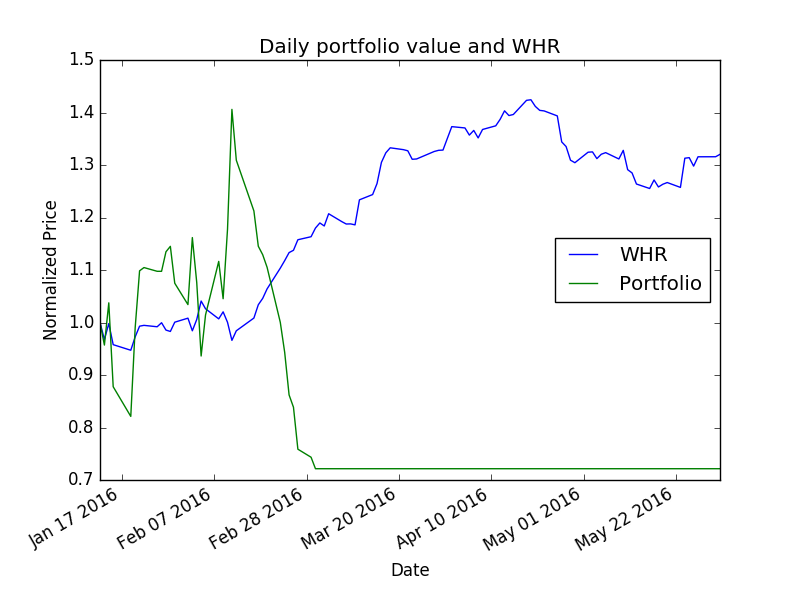 Daily portfolio value and WHR
1.5
1.4
1.3
1.2
1.1
1.0
0.9
0.8
0.7
Normalized Price
WHR
Portfolio
Jan 17 2016
Feb 07 2016
Feb 28 2016
Mar 20 2016
Apr 10 2016
May 01 2016
May 22 2016
Date